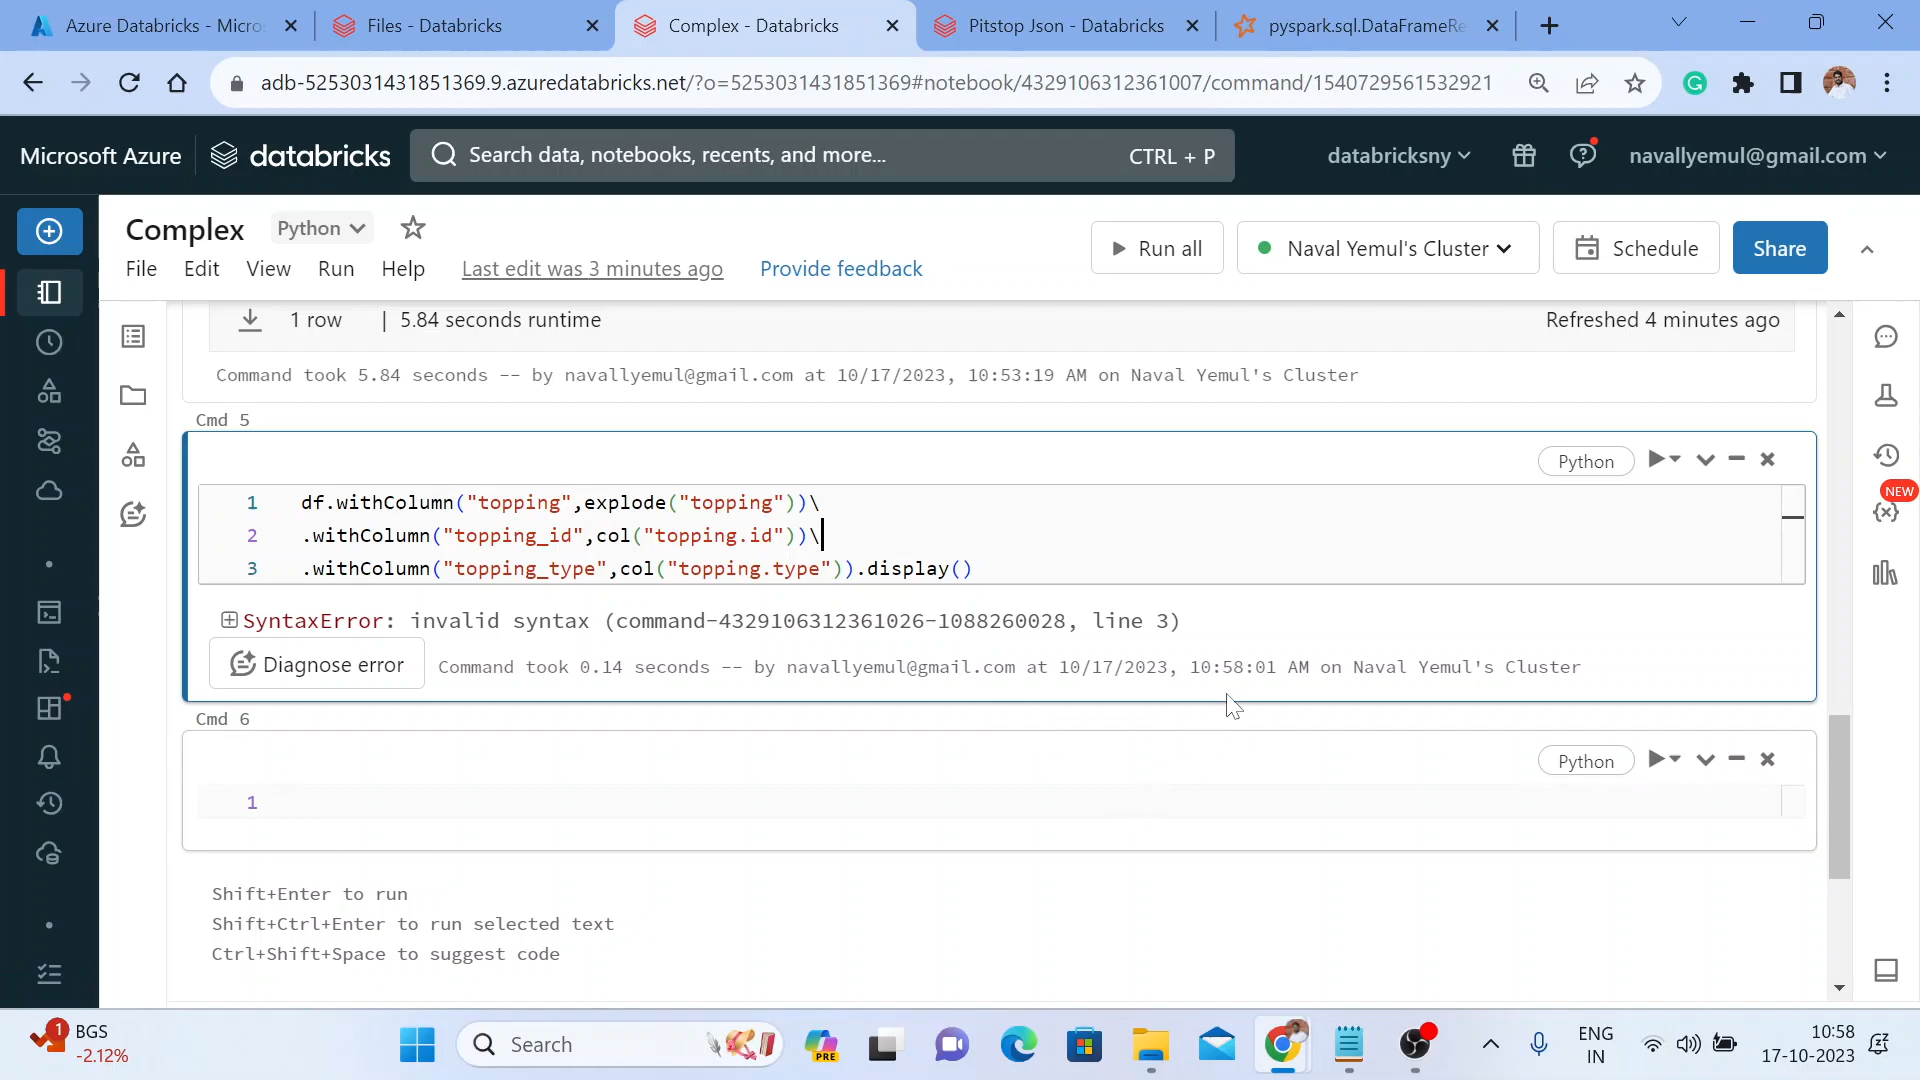 Azure Databricks - Micro
Files - Databricks
Complex - Databricks
Pitstop Json - Databricks
pyspark.sql.DataFrameRe
adb-5253031431851369.9.azuredatabricks.net/?o=5253031431851369#notebook/4329106312361007/command/1540729561532921
Microsoft Azure
databricks
Search data, notebooks, recents, and more...
CTRL + P
databricksny
navallyemul@gmail.com
Complex
Python
Run all
Naval Yemul's Cluster
Schedule
Share
File
Edit
View
Run
Help
Last edit was 3 minutes ago
Provide feedback
1 row
| 5.84 seconds runtime
Refreshed 4 minutes ago
Command took 5.84 seconds -- by navallyemul@gmail.com at 10/17/2023, 10:53:19 AM on Naval Yemul's Cluster
Cmd 5
Python
NEW
1 df.withColumn("topping",explode("topping"))\
2 .withColumn("topping_id",col("topping.id"))\
3 .withColumn("topping_type",col("topping.type")).display()
SyntaxError: invalid syntax (command-4329106312361026-1088260028, line 3)
Diagnose error
Command took 0.14 seconds -- by navallyemul@gmail.com at 10/17/2023, 10:58:01 AM on Naval Yemul's Cluster
Cmd 6
Python
1
Shift+Enter to run
Shift+Ctrl+Enter to run selected text
Ctrl+Shift+Space to suggest code
1
BGS
-2.12%
Search
PRE
ENG
IN
10:58
17-10-2023